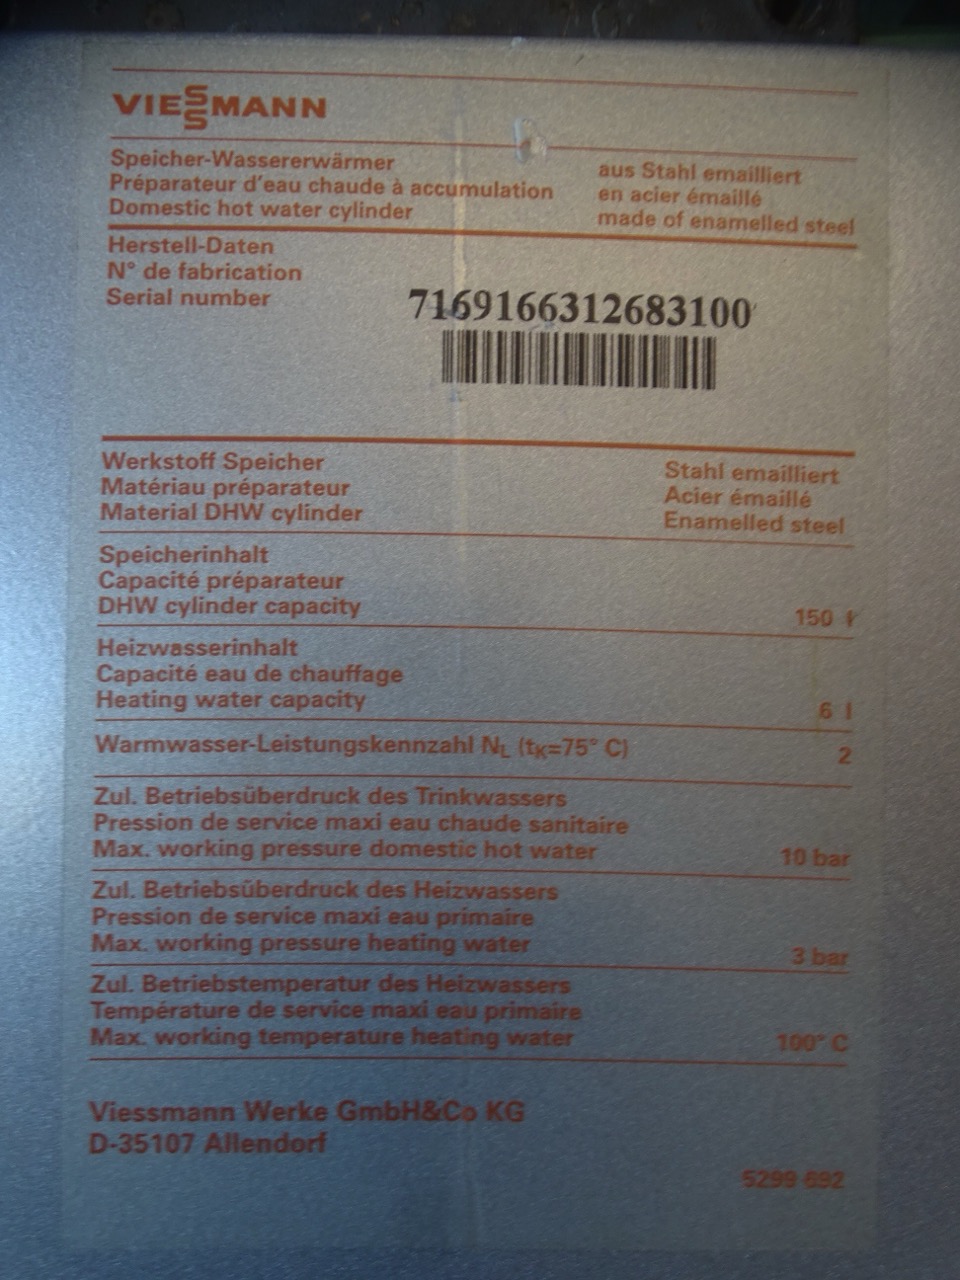 VIESSMANN
Speicher-Wassererwärmer
Préparateur d'eau chaude à accumulation
Domestic hot water cylinder
aus Stahl emailliert
en acier émaillé
made of enamelled steel
Herstell-Daten
N° de fabrication
Serial number
7169166312683100
Werkstoff Speicher
Matériau préparateur
Material DHW cylinder
Stahl emailliert
Acier émaillé
Enamelled steel
Speicherinhalt
Capacité préparateur
DHW cylinder capacity
150 l
Heizwasserinhalt
Capacité eau de chauffage
Heating water capacity
6 l
Warmwasser-Leistungskennzahl NL (tK=75° C)
2
Zul. Betriebsüberdruck des Trinkwassers
Pression de service maxi eau chaude sanitaire
Max. working pressure domestic hot water
10 bar
Zul. Betriebsüberdruck des Heizwassers
Pression de service maxi eau primaire
Max. working pressure heating water
3 bar
Zul. Betriebstemperatur des Heizwassers
Température de service maxi eau primaire
Max. working temperature heating water
100° C
Viessmann Werke GmbH&Co KG
D-35107 Allendorf
5299 692